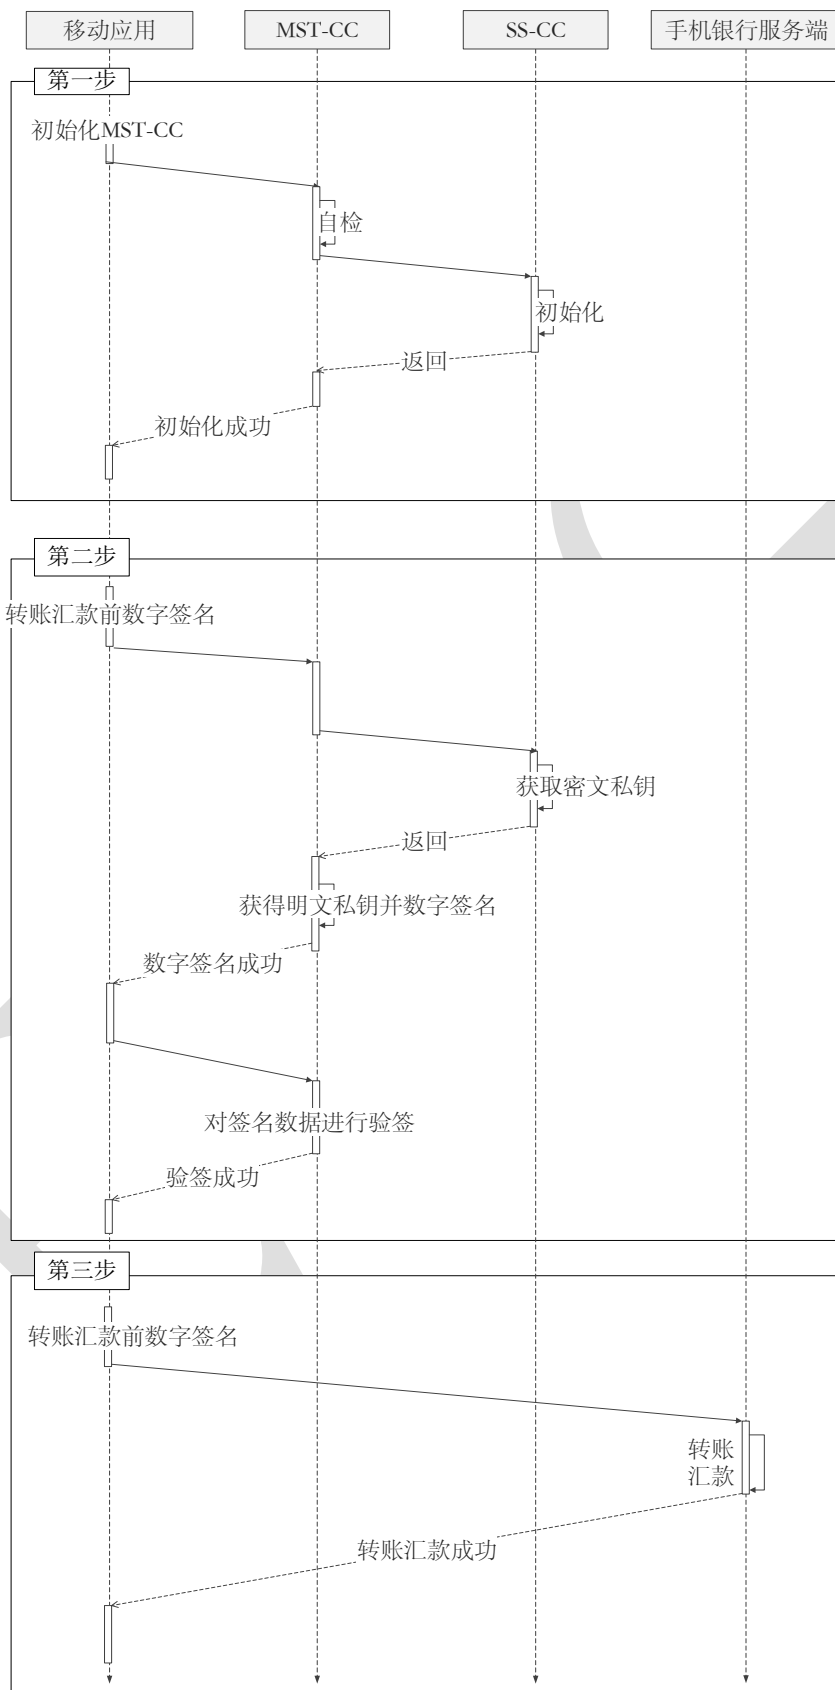 移动应用
MST-CC
SS-CC
手机银行服务端
第一步
初始化MST-CC
自检
初始化
返回
初始化成功
第二步
转账汇款前数字签名
获取密文私钥
返回
获得明文私钥并数字签名
数字签名成功
对签名数据进行验签
验签成功
第三步
转账汇款前数字签名
转账
汇款
转账汇款成功